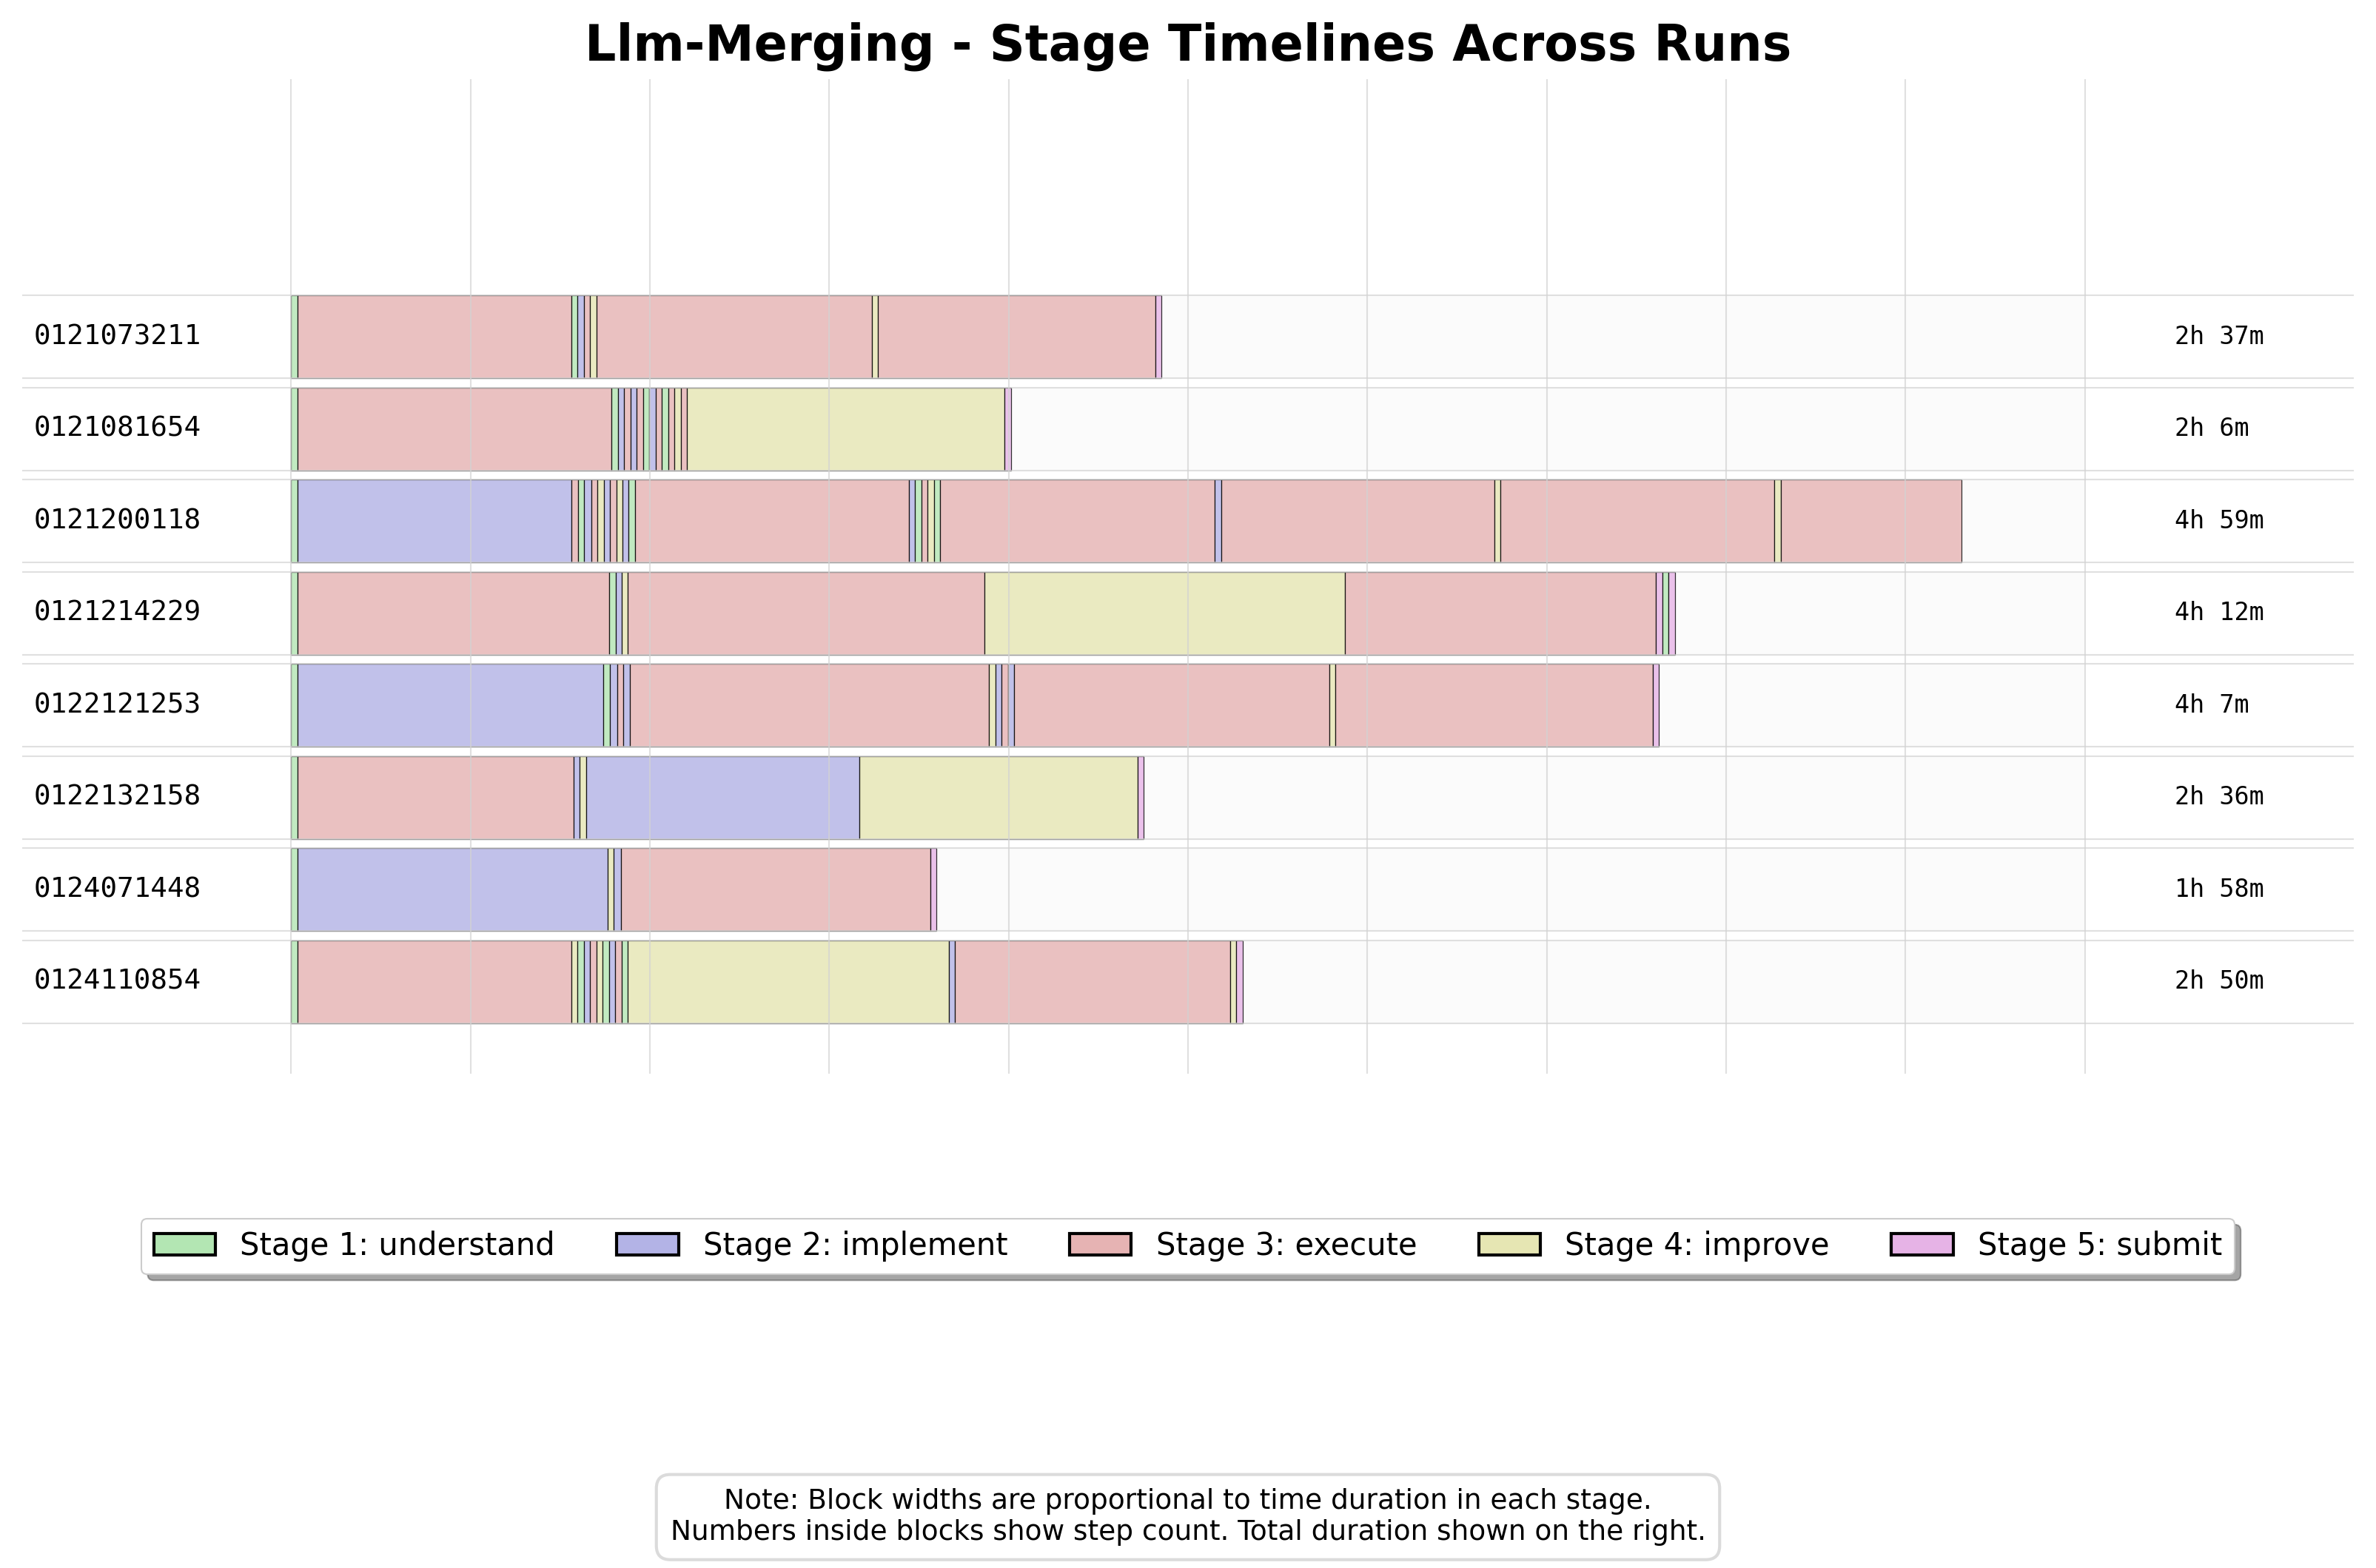 Llm-Merging - Stage Timelines Across Runs
0121073211 2h 37m
0121081654 2h 6m
0121200118 4h 59m
0121214229 4h 12m
0122121253 4h 7m
0122132158 2h 36m
0124071448 1h 58m
0124110854 2h 50m
Stage 1: understand Stage 2: implement Stage 3: execute Stage 4: improve Stage 5: submit
Note: Block widths are proportional to time duration in each stage.
Numbers inside blocks show step count. Total duration shown on the right.